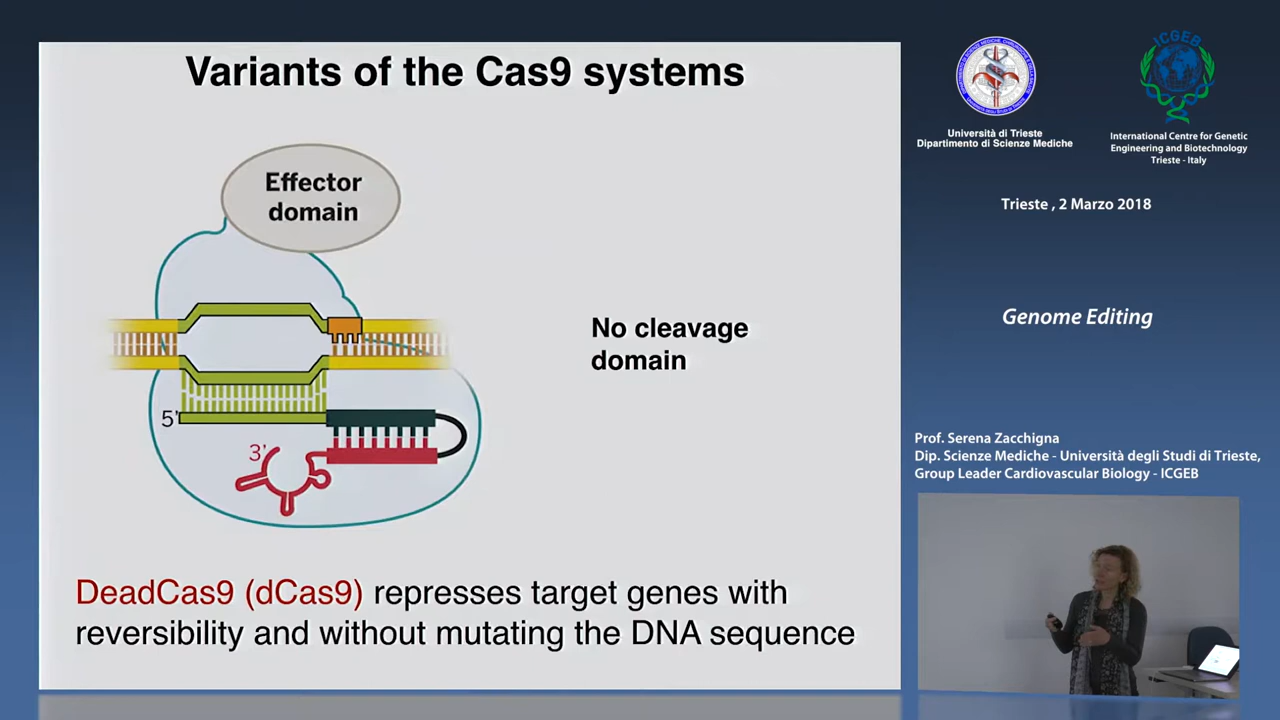 Variants of the Cas9 systems
Effector
domain
No cleavage
domain
5'
3'
DeadCas9 (dCas9) represses target genes with
reversibility and without mutating the DNA sequence
ICGEB
Università di Trieste
Dipartimento di Scienze Mediche
International Centre for Genetic
Engineering and Biotechnology
Trieste - Italy
Trieste , 2 Marzo 2018
Genome Editing
Prof. Serena Zacchigna
Dip. Scienze Mediche - Università degli Studi di Trieste,
Group Leader Cardiovascular Biology - ICGEB